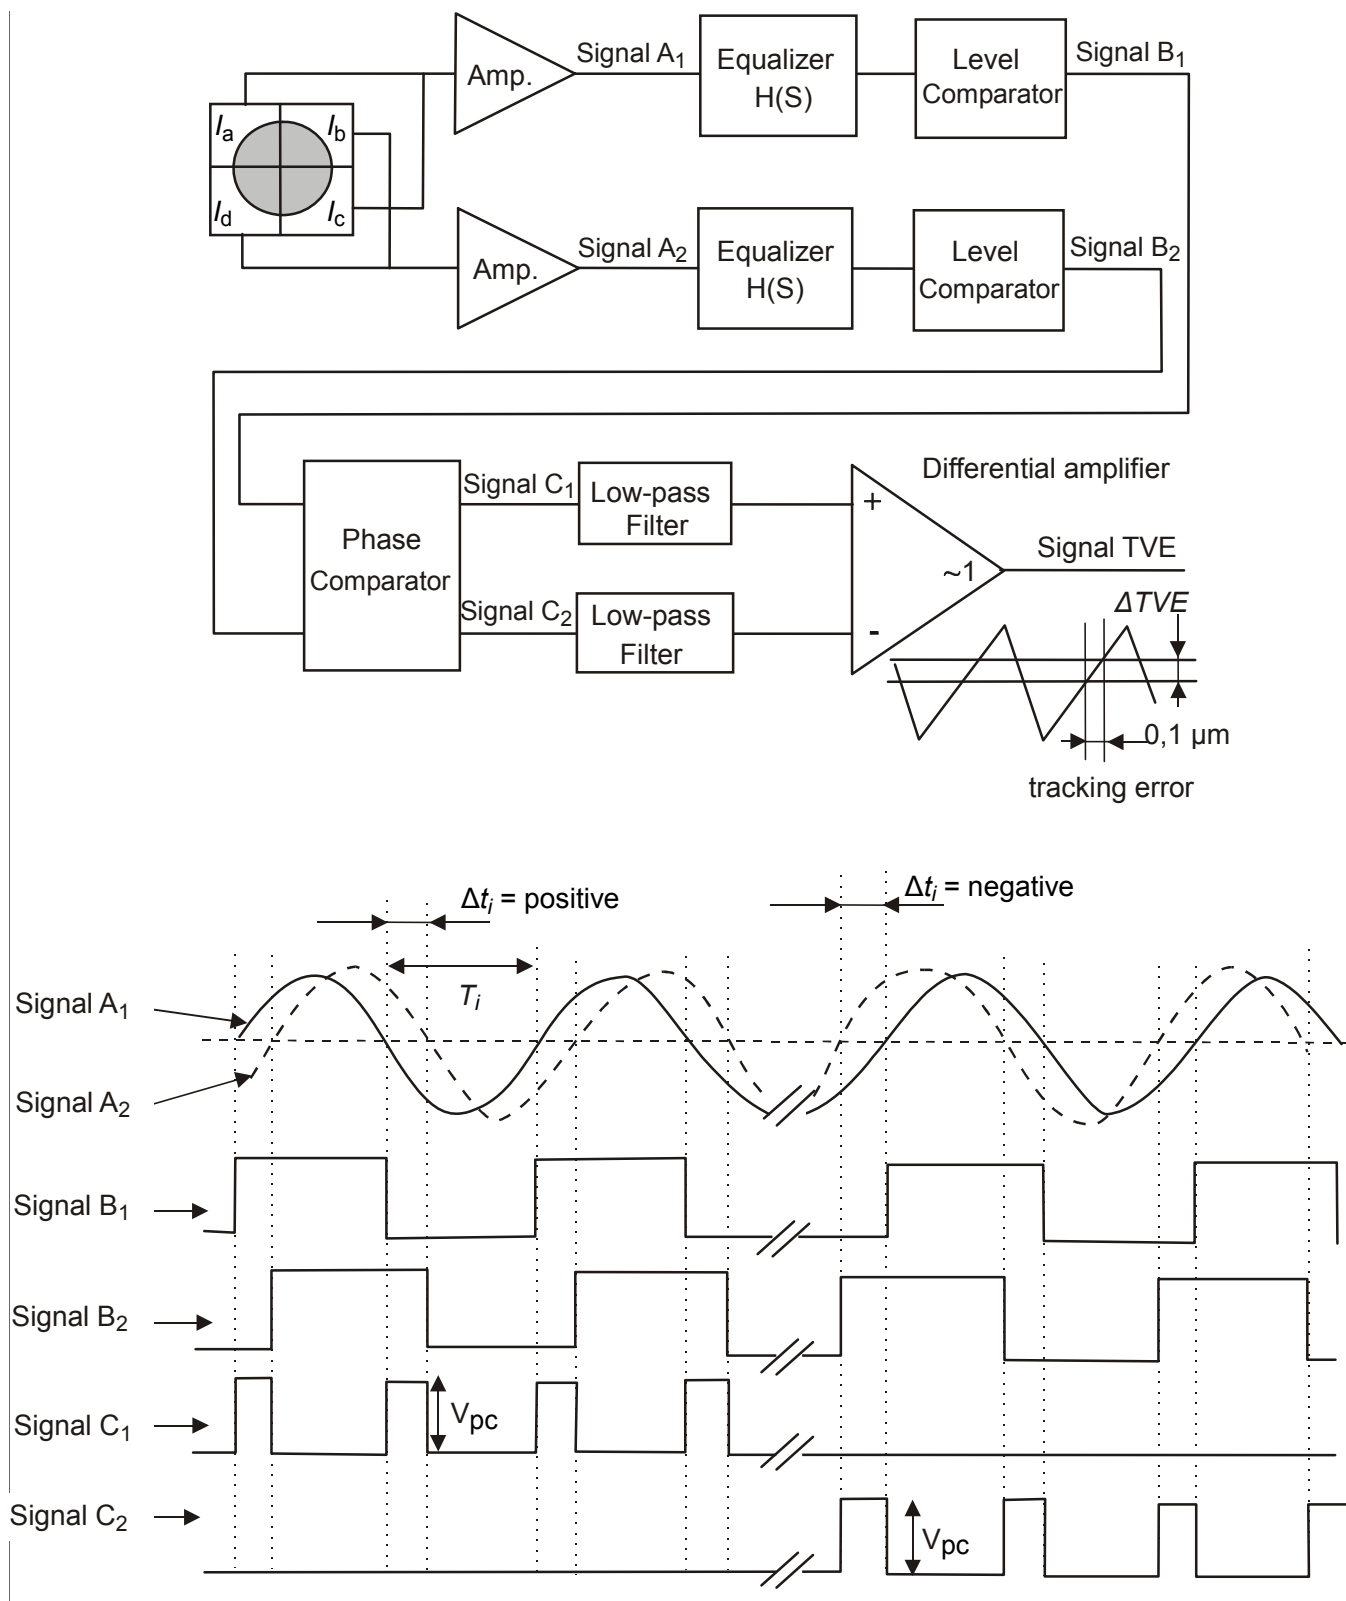 Signal A1
Equalizer
H(S)
Level
Comparator
Signal B1
Amp.
Ia
Ib
Id
Ic
Signal A2
Equalizer
H(S)
Level
Comparator
Signal B2
Amp.
Differential amplifier
Signal C1
Low-pass
Filter
+
Phase
Comparator
~1
Signal TVE
Signal C2
Low-pass
Filter
-
ΔTVE
0,1 µm
tracking error
Δti = positive
Δti = negative
Signal A1
Ti
Signal A2
Signal B1
Signal B2
Signal C1
Vpc
Signal C2
Vpc